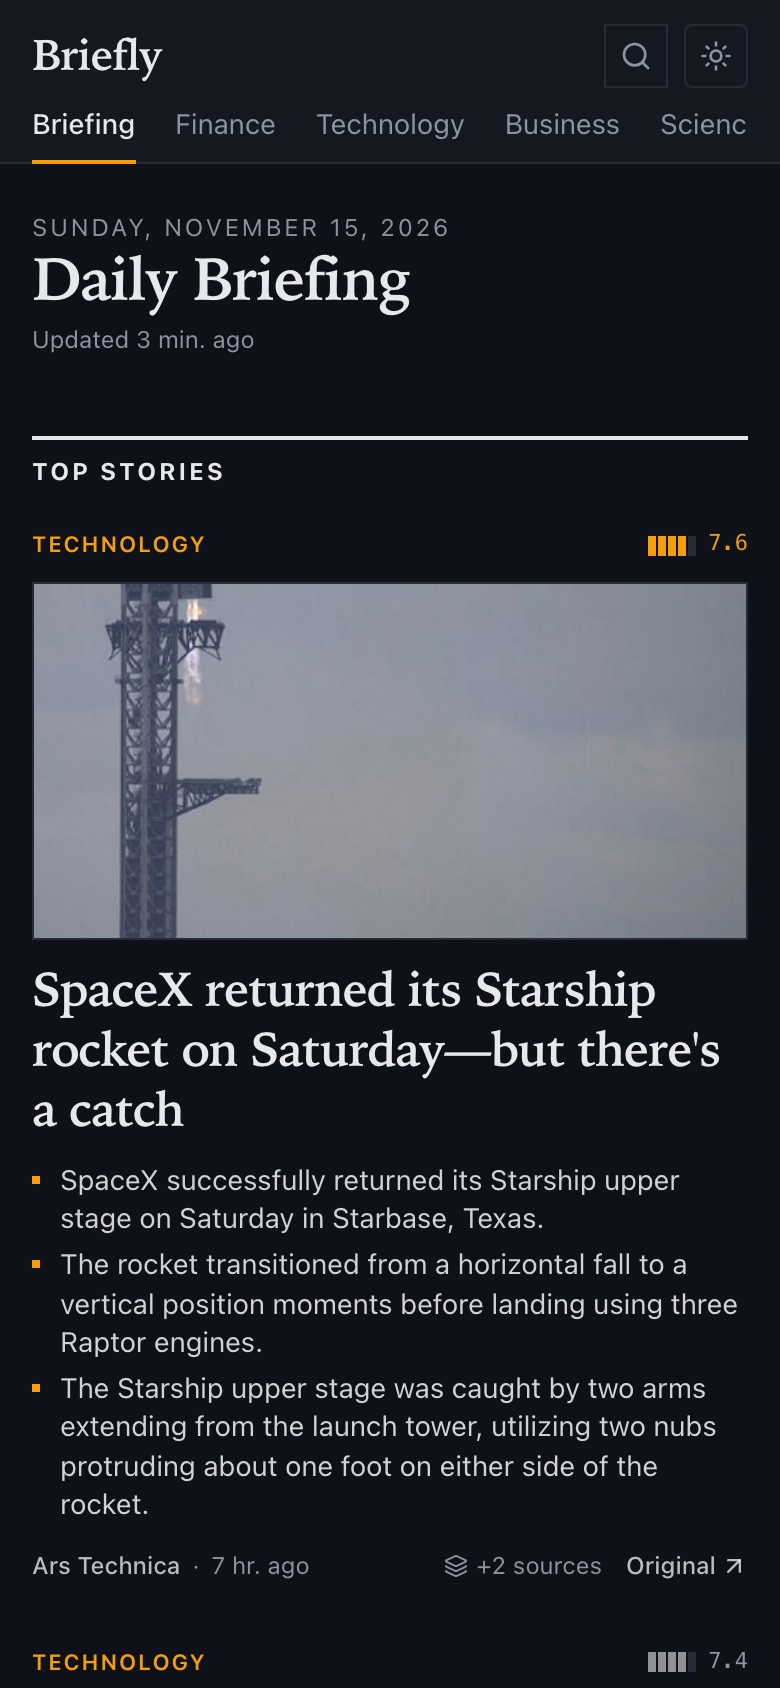 Briefly
Briefing Finance Technology Business Scienc
SUNDAY, NOVEMBER 15, 2026
Daily Briefing
Updated 3 min. ago
TOP STORIES
TECHNOLOGY 7.6
SpaceX returned its Starship
rocket on Saturday—but there's
a catch
SpaceX successfully returned its Starship upper
stage on Saturday in Starbase, Texas.
The rocket transitioned from a horizontal fall to a
vertical position moments before landing using three
Raptor engines.
The Starship upper stage was caught by two arms
extending from the launch tower, utilizing two nubs
protruding about one foot on either side of the
rocket.
Ars Technica · 7 hr. ago +2 sources Original
TECHNOLOGY 7.4